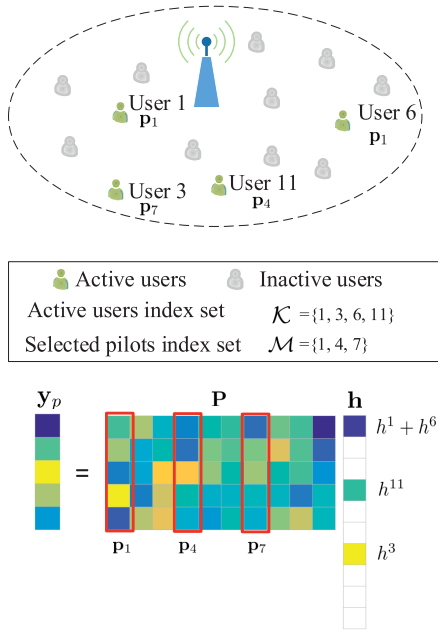 User 1
p₁
User 6
p₁
User 3
p₇
User 11
p₄
Active users
Inactive users
Active users index set 𝒦 ={1, 3, 6, 11}
Selected pilots index set ℳ ={1, 4, 7}
y_p P h
h¹ + h⁶
=
h¹¹
h³
p₁ p₄ p₇